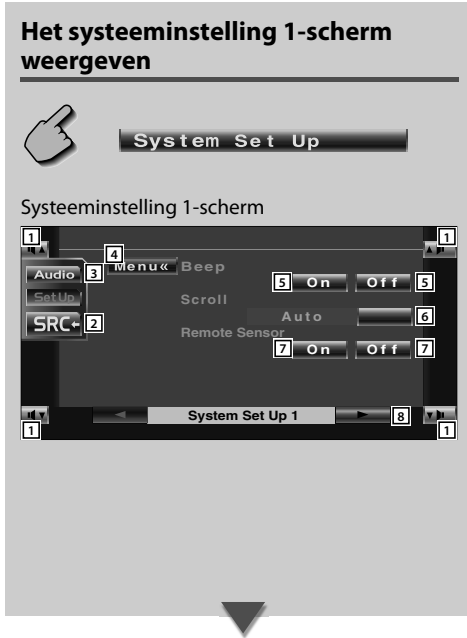 Het systeeminstelling 1-scherm
weergeven
System Set Up
Systeeminstelling 1-scherm
1 1
4
Menu« Beep
Audio 3
5 On Off 5
SetUp
Scroll
SRC 2
Auto 6
Remote Sensor
7 On Off 7
System Set Up 1 8
1 1